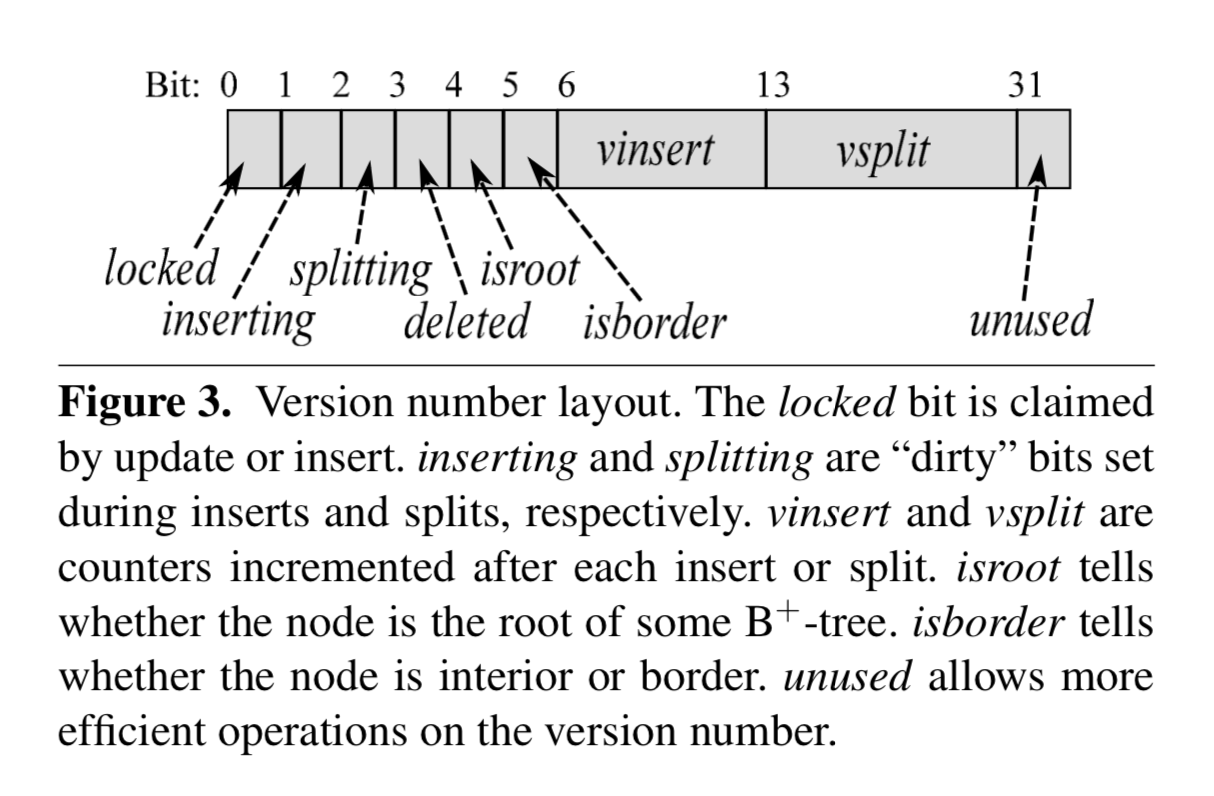 Bit: 0 1 2 3 4 5 6 13 31
vinsert vsplit
locked splitting isroot
inserting deleted isborder unused
Figure 3. Version number layout. The locked bit is claimed
by update or insert. inserting and splitting are “dirty” bits set
during inserts and splits, respectively. vinsert and vsplit are
counters incremented after each insert or split. isroot tells
whether the node is the root of some B⁺-tree. isborder tells
whether the node is interior or border. unused allows more
efficient operations on the version number.